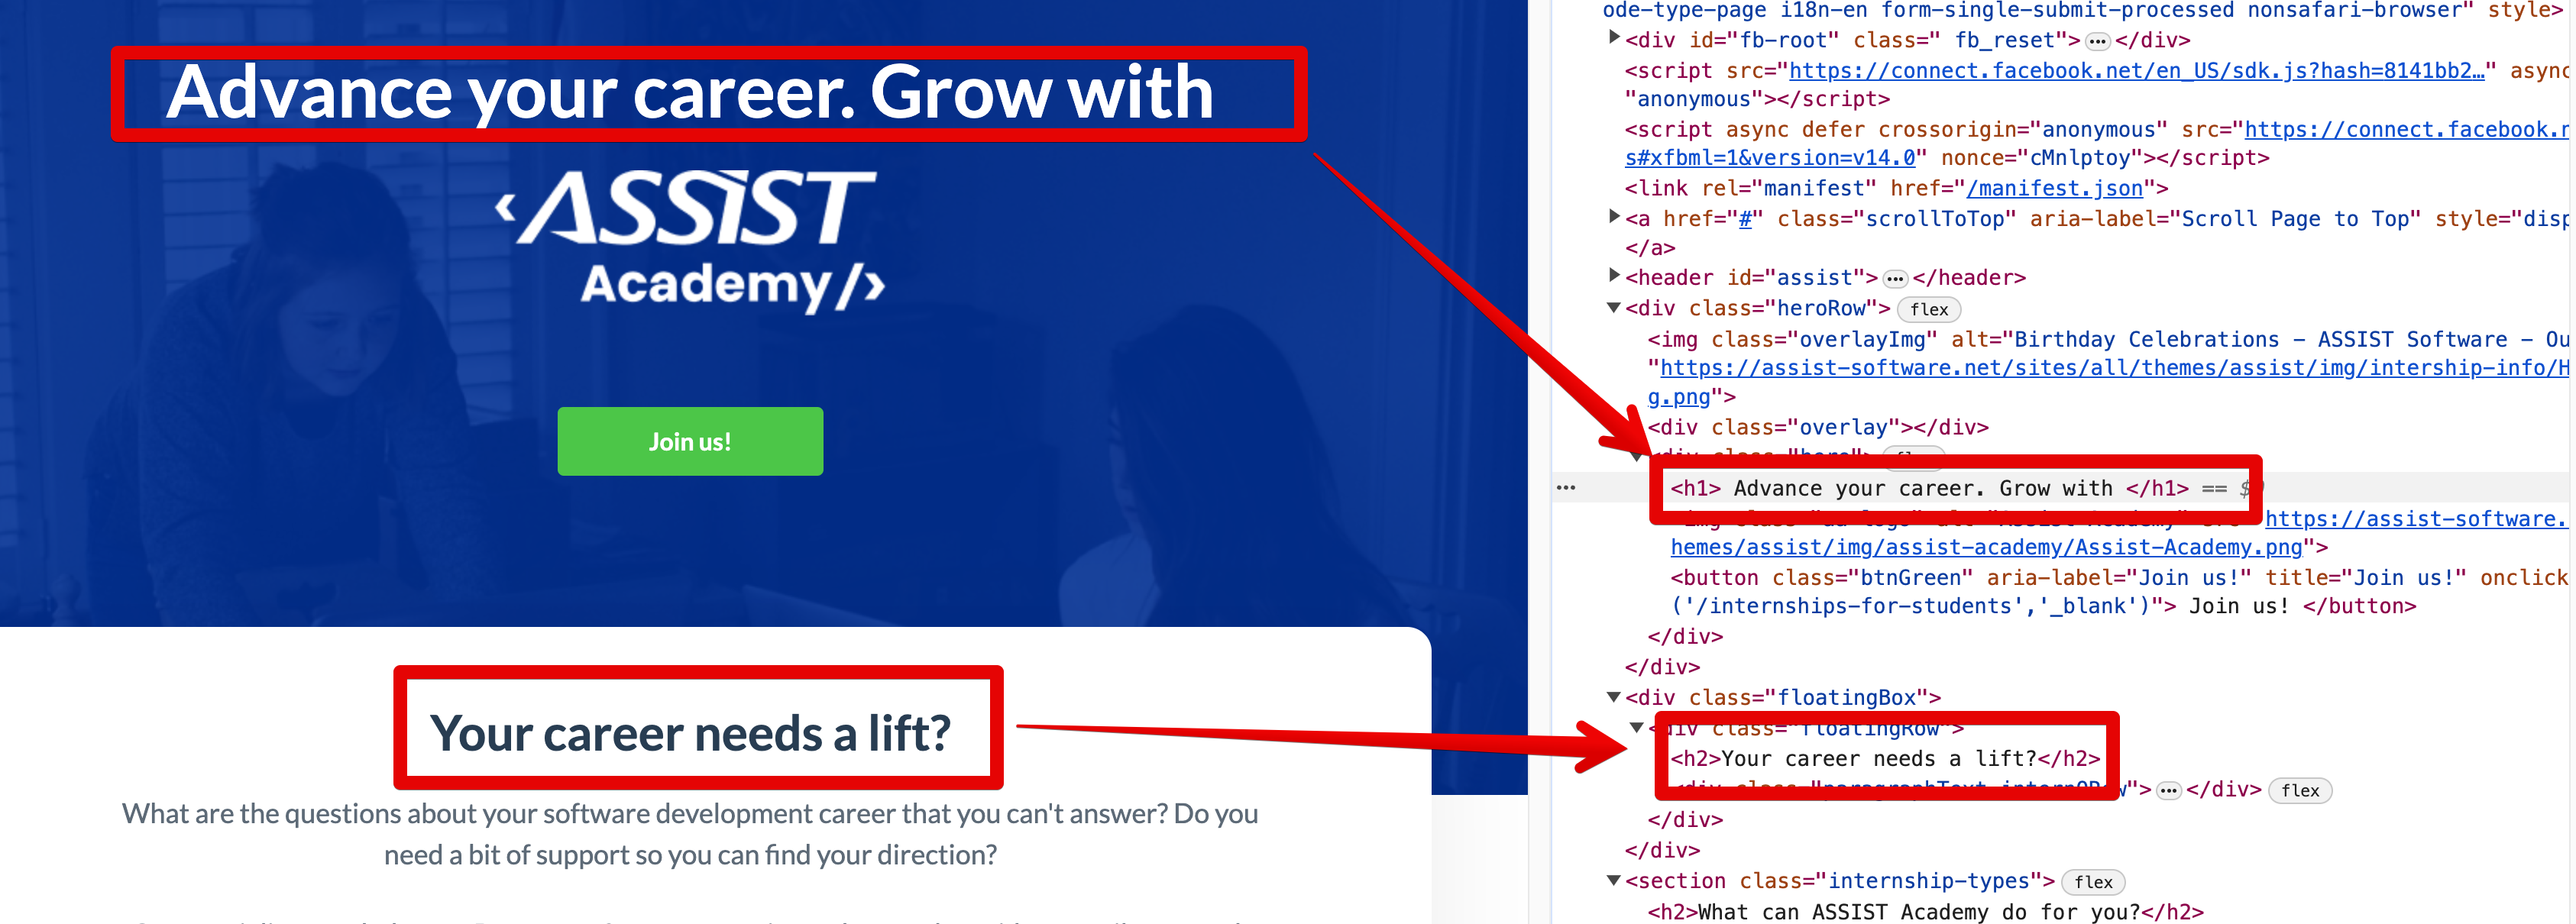 Advance your career. Grow with
ASSIST
Academy/>
Join us!
Your career needs a lift?
What are the questions about your software development career that you can't answer? Do you
need a bit of support so you can find your direction?
ode-type-page i18n-en form-single-submit-processed nonsafari-browser" style>
<div id="fb-root" class=" fb_reset">…</div>
<script src="https://connect.facebook.net/en_US/sdk.js?hash=8141bb2…" async
"anonymous"></script>
<script async defer crossorigin="anonymous" src="https://connect.facebook.
s#xfbml=1&version=v14.0" nonce="cMnlptoy"></script>
<link rel="manifest" href="/manifest.json">
<a href="#" class="scrollToTop" aria-label="Scroll Page to Top" style="disp
</a>
<header id="assist">…</header>
<div class="heroRow"> flex
<img class="overlayImg" alt="Birthday Celebrations – ASSIST Software – Ou
"https://assist-software.net/sites/all/themes/assist/img/intership-info/H
g.png">
<div class="overlay"></div>
<h1> Advance your career. Grow with </h1> == $
https://assist-software.
hemes/assist/img/assist-academy/Assist-Academy.png">
<button class="btnGreen" aria-label="Join us!" title="Join us!" onclick
('/internships-for-students','_blank')"> Join us! </button>
</div>
</div>
<div class="floatingBox">
<div class="floatingRow">
<h2>Your career needs a lift?</h2>
">…</div> flex
</div>
</div>
<section class="internship-types"> flex
<h2>What can ASSIST Academy do for you?</h2>